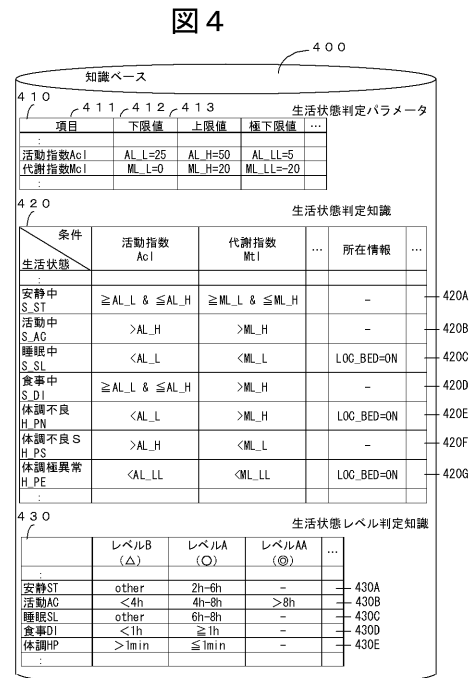 図４
４００
知識ベース
４１０
４１１ ４１２ ４１３ 生活状態判定パラメータ
項目 下限値 上限値 極下限値 …
:
活動指数AcI AL_L=25 AL_H=50 AL_LL=5
代謝指数McI ML_L=0 ML_H=20 ML_LL=-20
:
４２０
生活状態判定知識
条件 活動指数 代謝指数 … 所在情報 …
生活状態 AcI MtI
:
安静中 ≧AL_L & ≦AL_H ≧ML_L & ≦ML_H - 420A
S_ST
活動中 >AL_H >ML_H - 420B
S_AC
睡眠中 <AL_L <ML_L LOC_BED=ON 420C
S_SL
食事中 ≧AL_L & ≦AL_H >ML_H - 420D
S_DI
体調不良 <AL_L >ML_H LOC_BED=ON 420E
H_PN
体調不良Ｓ >AL_H <ML_L - 420F
H_PS
体調極異常 <AL_LL <ML_LL LOC_BED=ON 420G
H_PE
:
４３０
生活状態レベル判定知識
レベルB レベルA レベルAA …
(△) (○) (◎)
:
安静ST other 2h-6h - 430A
活動AC <4h 4h-8h >8h 430B
睡眠SL other 6h-8h - 430C
食事DI <1h ≧1h - 430D
体調HP >1min ≦1min - 430E
: